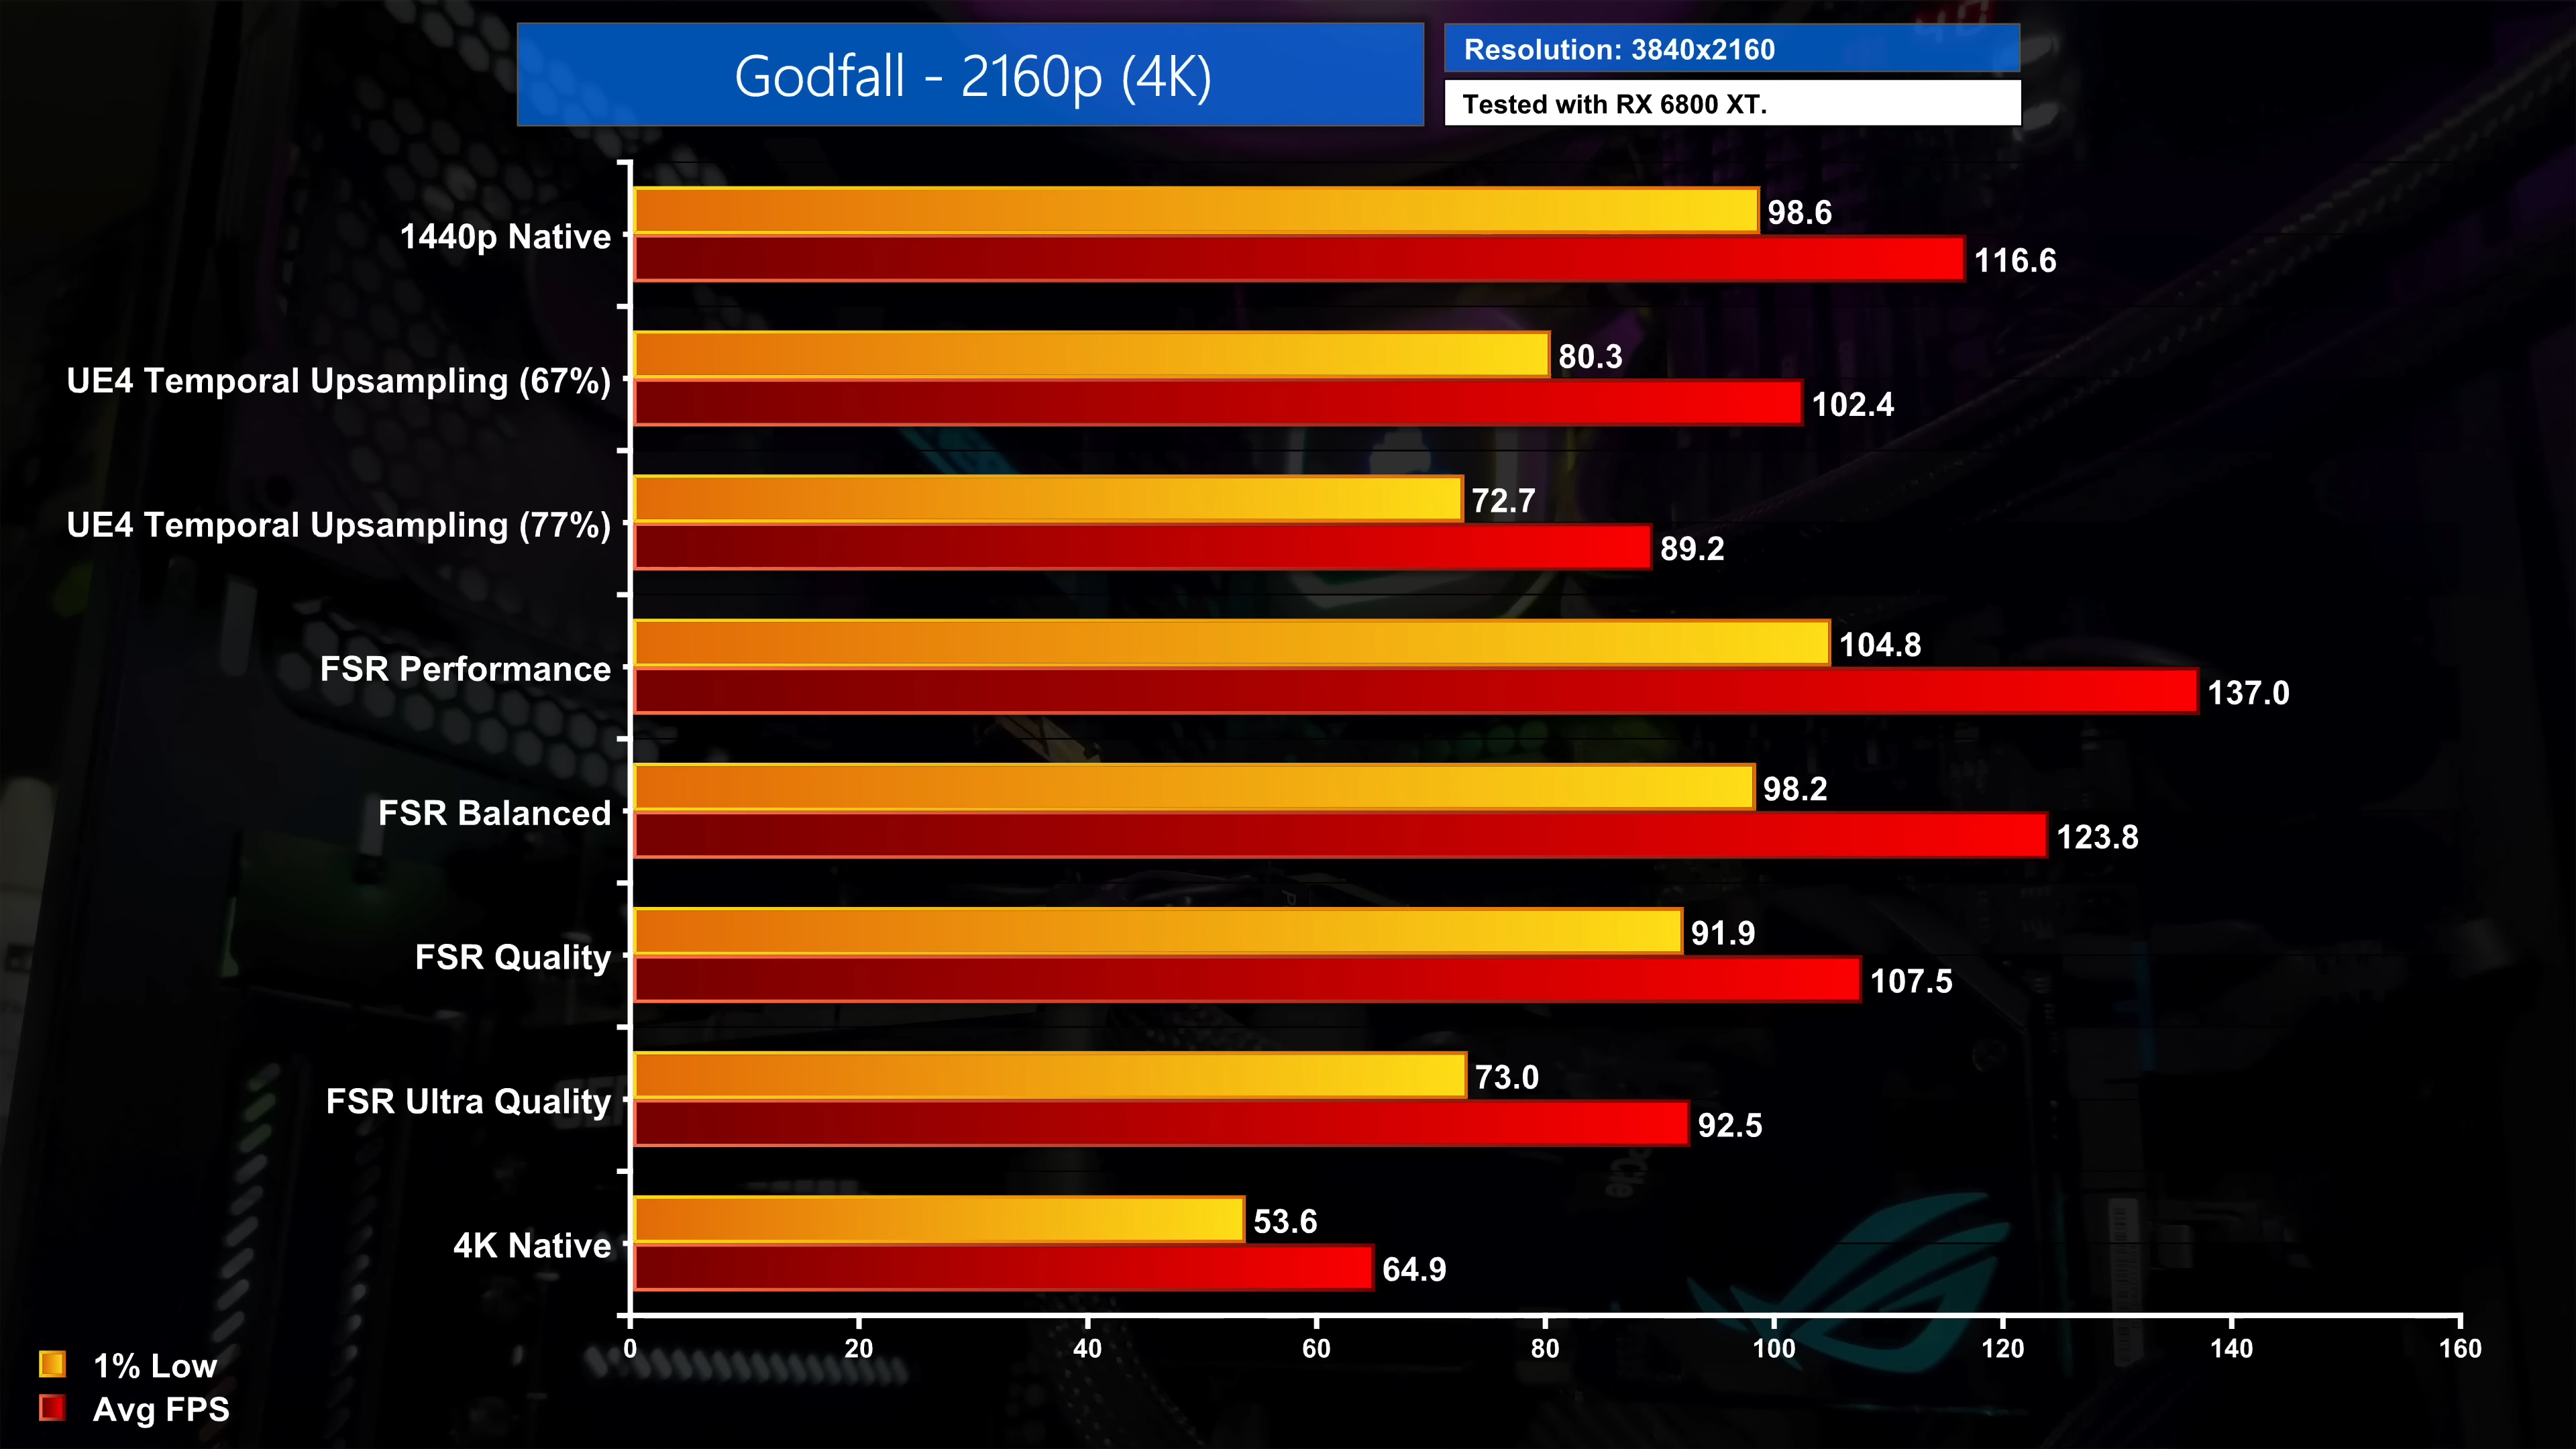 Godfall - 2160p (4K)
Resolution: 3840x2160
Tested with RX 6800 XT.
1440p Native
98.6
116.6
UE4 Temporal Upsampling (67%)
80.3
102.4
UE4 Temporal Upsampling (77%)
72.7
89.2
FSR Performance
104.8
137.0
FSR Balanced
98.2
123.8
FSR Quality
91.9
107.5
FSR Ultra Quality
73.0
92.5
4K Native
53.6
64.9
0 20 40 60 80 100 120 140 160
1% Low
Avg FPS